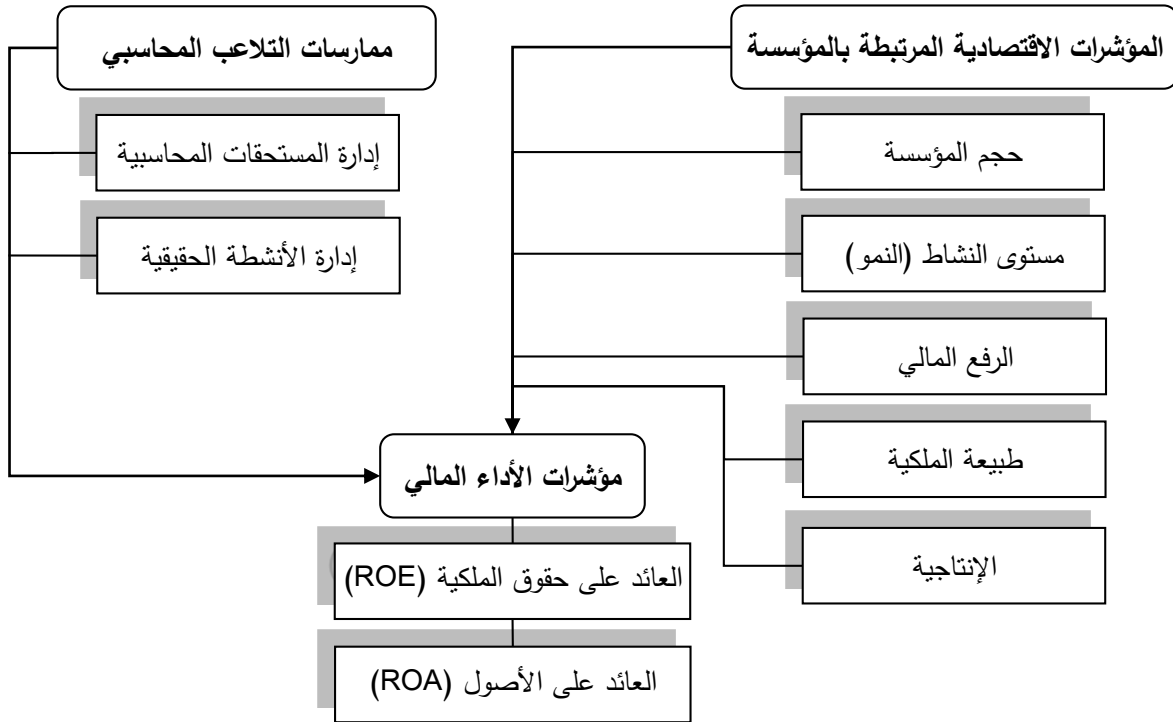 المؤشرات الاقتصادية المرتبطة بالمؤسسة
حجم المؤسسة
مستوى النشاط (النمو)
الرفع المالي
طبيعة الملكية
الإنتاجية
ممارسات التلاعب المحاسبي
إدارة المستحقات المحاسبية
إدارة الأنشطة الحقيقية
مؤشرات الأداء المالي
العائد على حقوق الملكية (ROE)
العائد على الأصول (ROA)